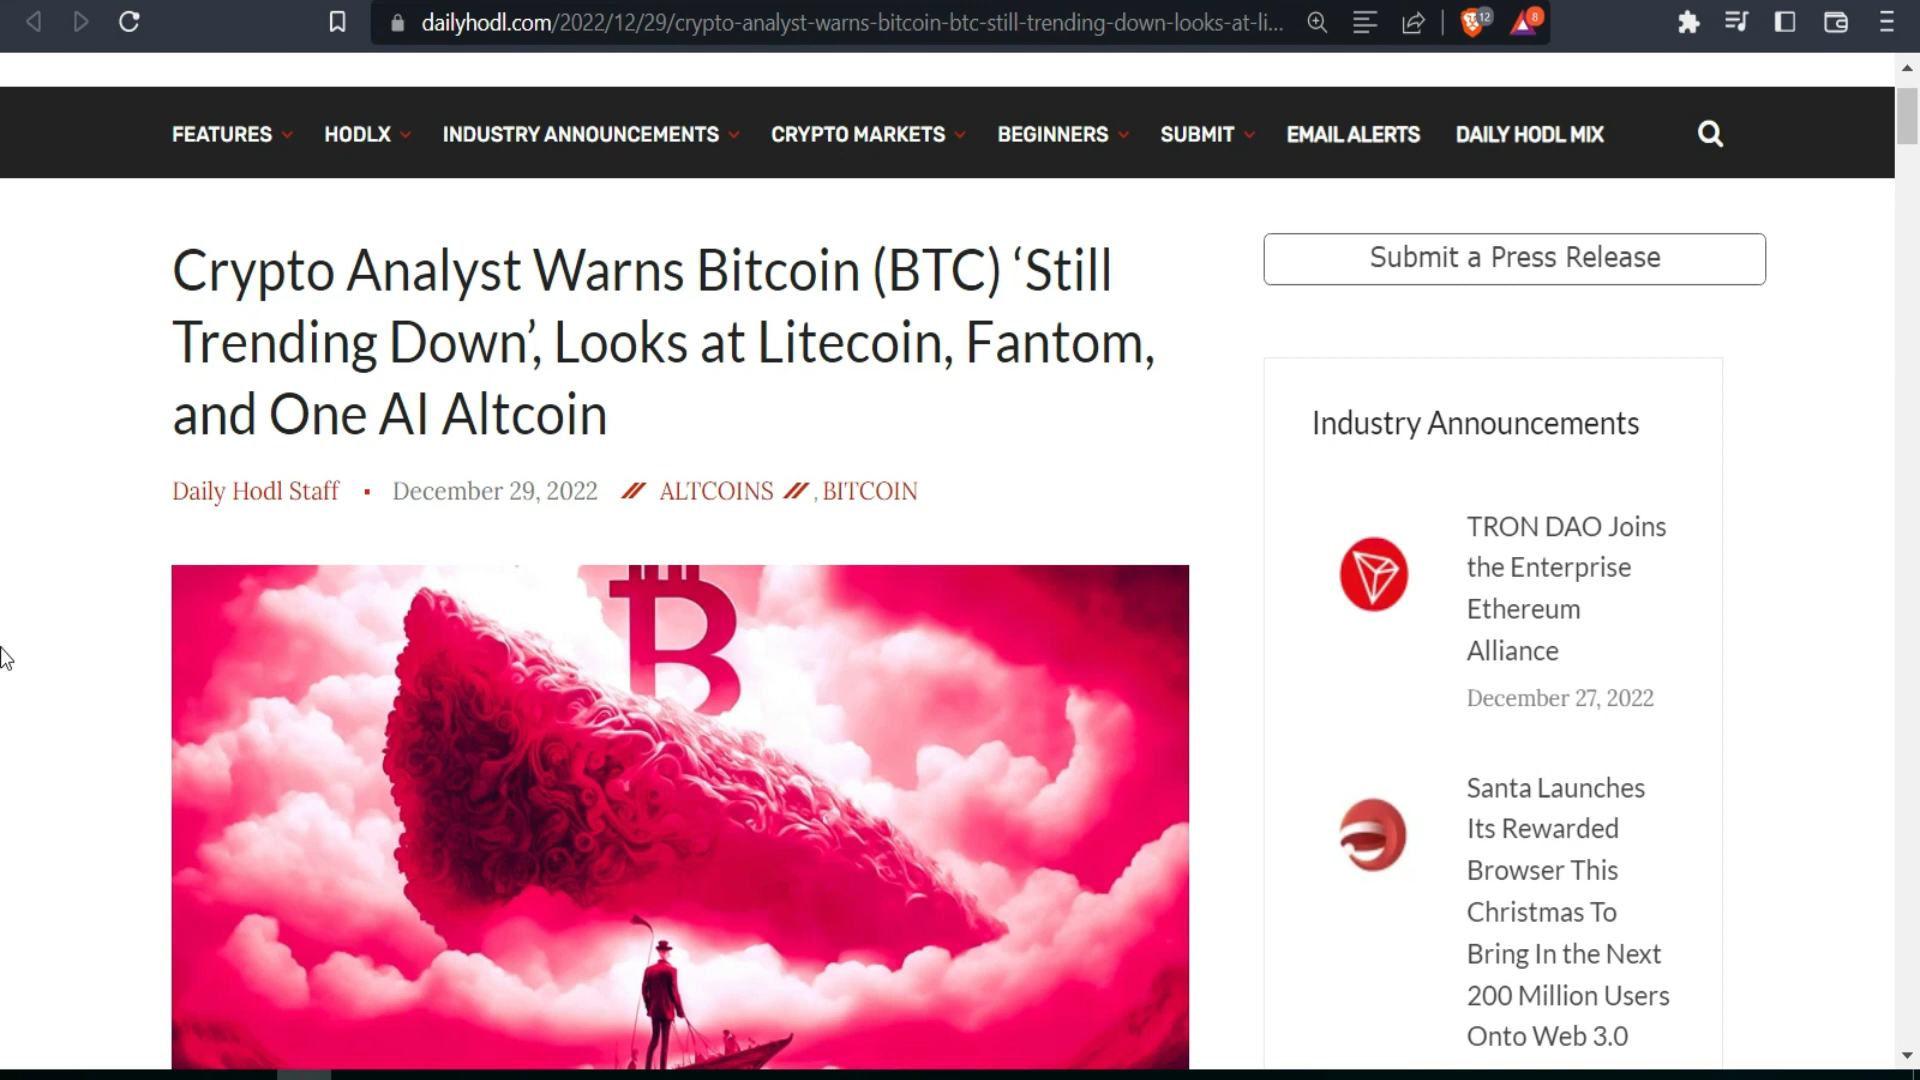 dailyhodl.com/2022/12/29/crypto-analyst-warns-bitcoin-btc-still-trending-down-looks-at-li...
12
8
FEATURES HODLX INDUSTRY ANNOUNCEMENTS CRYPTO MARKETS BEGINNERS SUBMIT EMAIL ALERTS DAILY HODL MIX
Crypto Analyst Warns Bitcoin (BTC) ‘Still
Trending Down’, Looks at Litecoin, Fantom,
and One AI Altcoin
Daily Hodl Staff ▪ December 29, 2022 // ALTCOINS // , BITCOIN
B
Submit a Press Release
Industry Announcements
TRON DAO Joins
the Enterprise
Ethereum
Alliance
December 27, 2022
Santa Launches
Its Rewarded
Browser This
Christmas To
Bring In the Next
200 Million Users
Onto Web 3.0